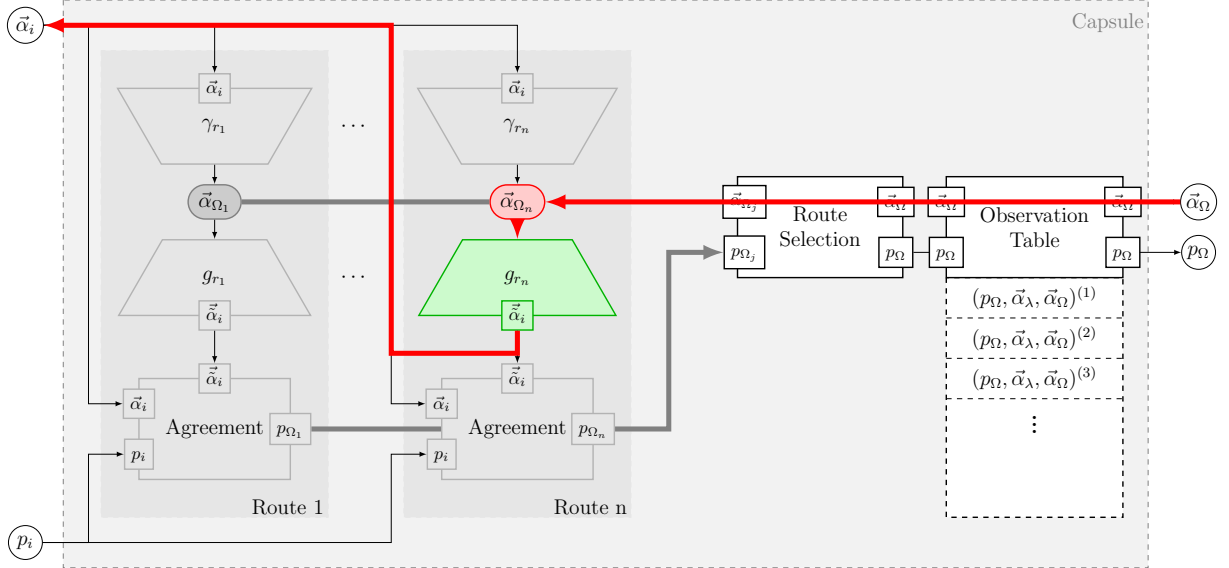 α⃗ᵢ
Capsule
α⃗ᵢ
α⃗ᵢ
γ_{r₁}
...
γ_{rₙ}
α⃗_{Ω₁}
α⃗_{Ωₙ}
α⃗_{Ωⱼ}
Route
Selection
α⃗_Ω
α⃗_Ω
Observation
Table
α⃗_Ω
α⃗_Ω
p_{Ωⱼ}
p_Ω
p_Ω
p_Ω
p_Ω
g_{r₁}
...
g_{rₙ}
α̃⃗ᵢ
α̃⃗ᵢ
(p_Ω, α⃗_λ, α⃗_Ω)⁽¹⁾
(p_Ω, α⃗_λ, α⃗_Ω)⁽²⁾
(p_Ω, α⃗_λ, α⃗_Ω)⁽³⁾
⋮
α̃⃗ᵢ
α̃⃗ᵢ
α⃗ᵢ
α⃗ᵢ
Agreement
p_{Ω₁}
Agreement
p_{Ωₙ}
pᵢ
pᵢ
Route 1
Route n
pᵢ